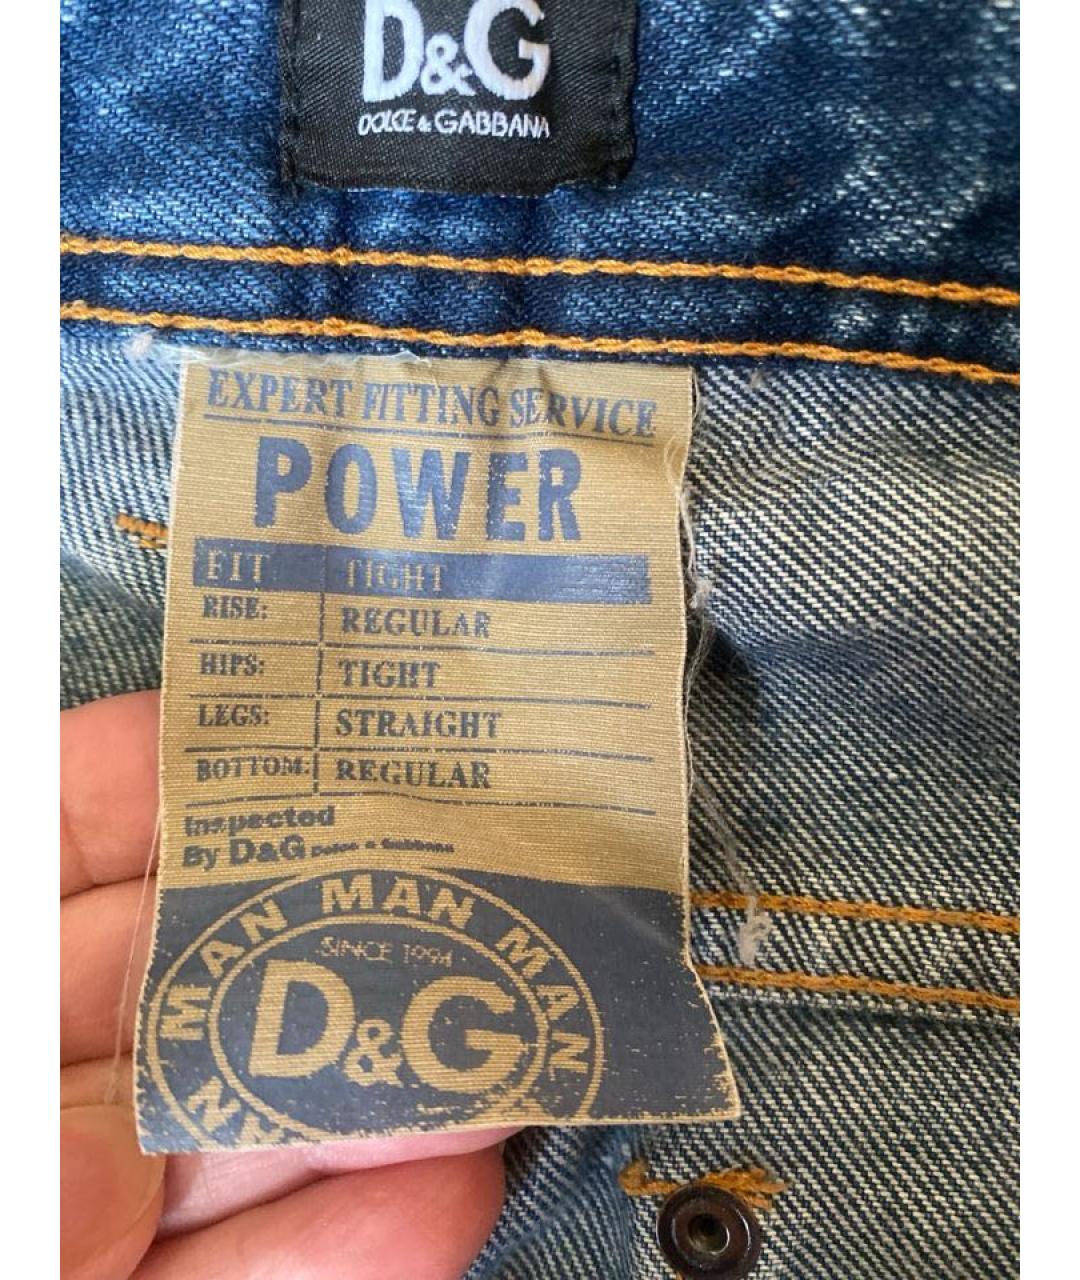 D&G
DOLCE & GABBANA
EXPERT FITTING SERVICE
POWER
FIT TIGHT
RISE: REGULAR
HIPS: TIGHT
LEGS: STRAIGHT
BOTTOM: REGULAR
Inspected
By D&G Dolce & Gabbana
MAN MAN MAN MAN
SINCE 1994
D&G